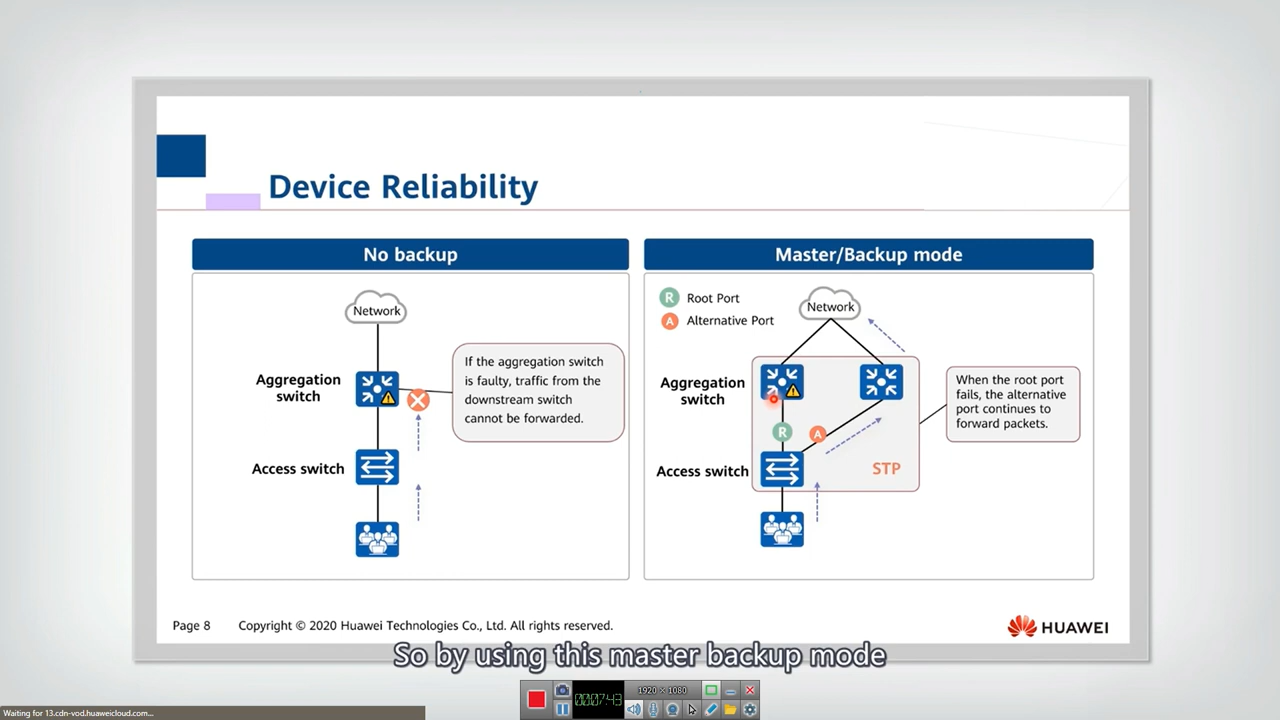 Device Reliability
No backup
Network
Aggregation
switch
If the aggregation switch
is faulty, traffic from the
downstream switch
cannot be forwarded.
Access switch
Master/Backup mode
R Root Port
A Alternative Port
Network
Aggregation
switch
When the root port
fails, the alternative
port continues to
forward packets.
R
A
Access switch
STP
Page 8
Copyright © 2020 Huawei Technologies Co., Ltd. All rights reserved.
HUAWEI
So by using this master backup mode
000:07:43
1920 × 1080
Waiting for 13.cdn-vod.huaweicloud.com...